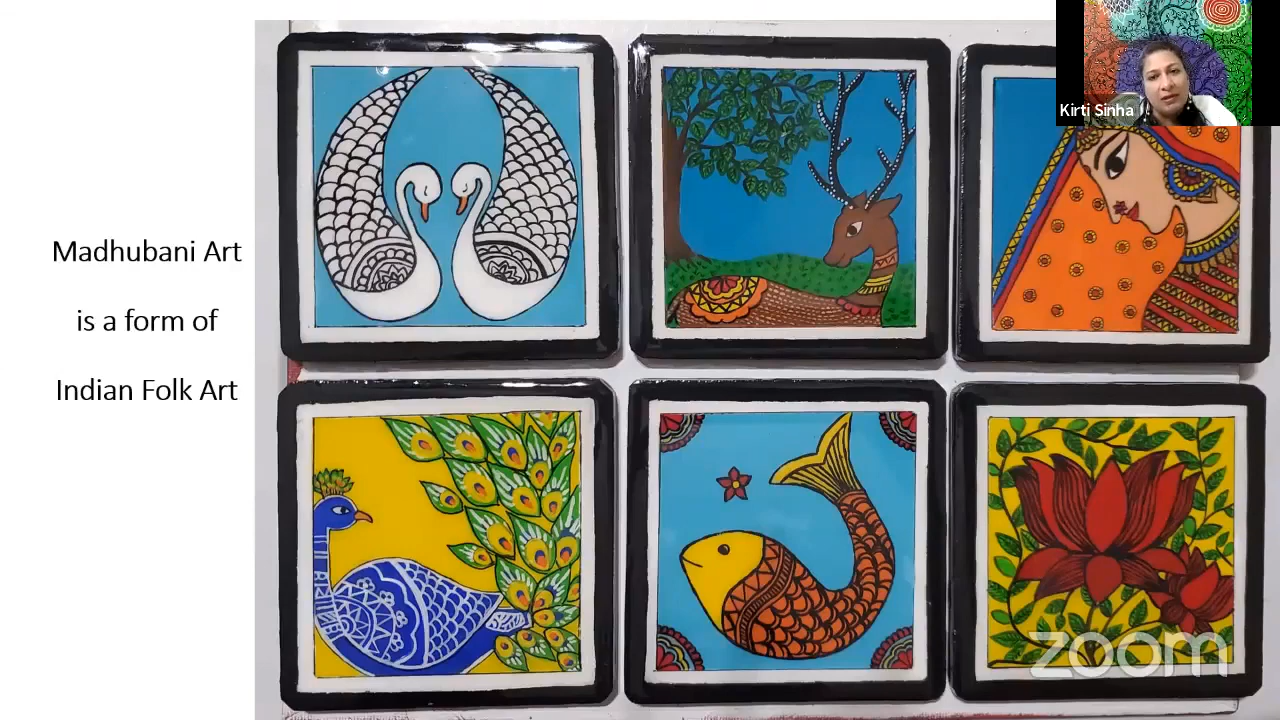 Kirti Sinha
Madhubani Art
is a form of
Indian Folk Art
zoom